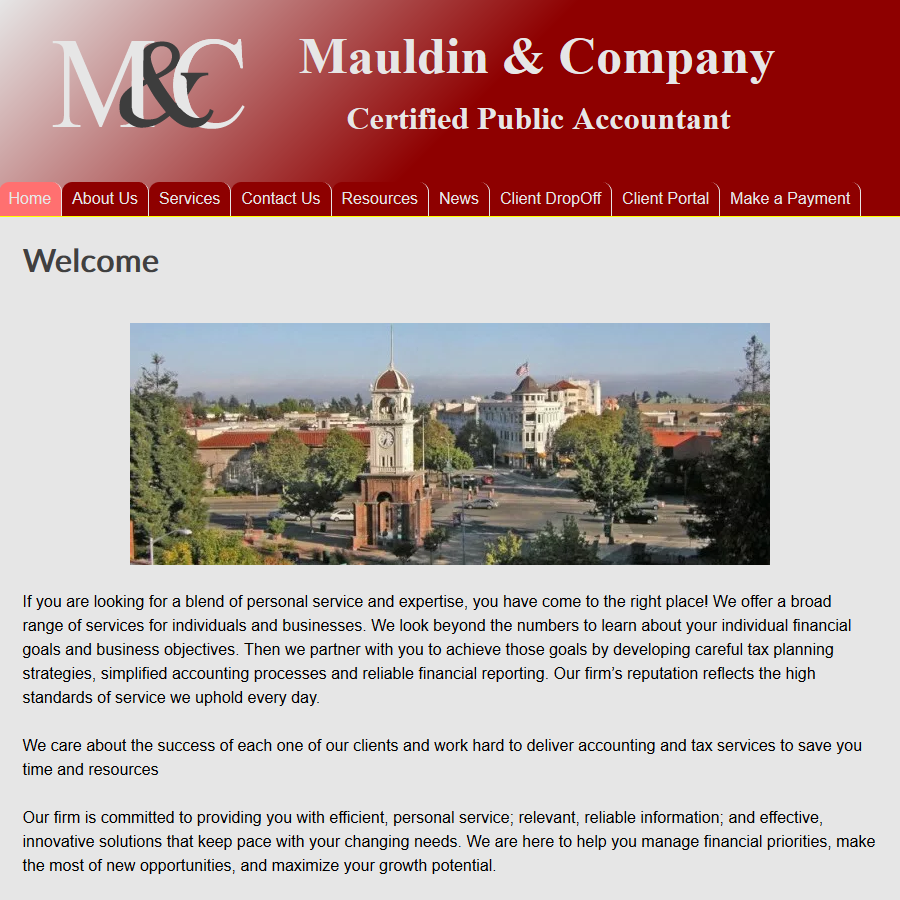 M&C
Mauldin & Company
Certified Public Accountant
Home About Us Services Contact Us Resources News Client DropOff Client Portal Make a Payment
Welcome
If you are looking for a blend of personal service and expertise, you have come to the right place! We offer a broad
range of services for individuals and businesses. We look beyond the numbers to learn about your individual financial
goals and business objectives. Then we partner with you to achieve those goals by developing careful tax planning
strategies, simplified accounting processes and reliable financial reporting. Our firm’s reputation reflects the high
standards of service we uphold every day.
We care about the success of each one of our clients and work hard to deliver accounting and tax services to save you
time and resources
Our firm is committed to providing you with efficient, personal service; relevant, reliable information; and effective,
innovative solutions that keep pace with your changing needs. We are here to help you manage financial priorities, make
the most of new opportunities, and maximize your growth potential.